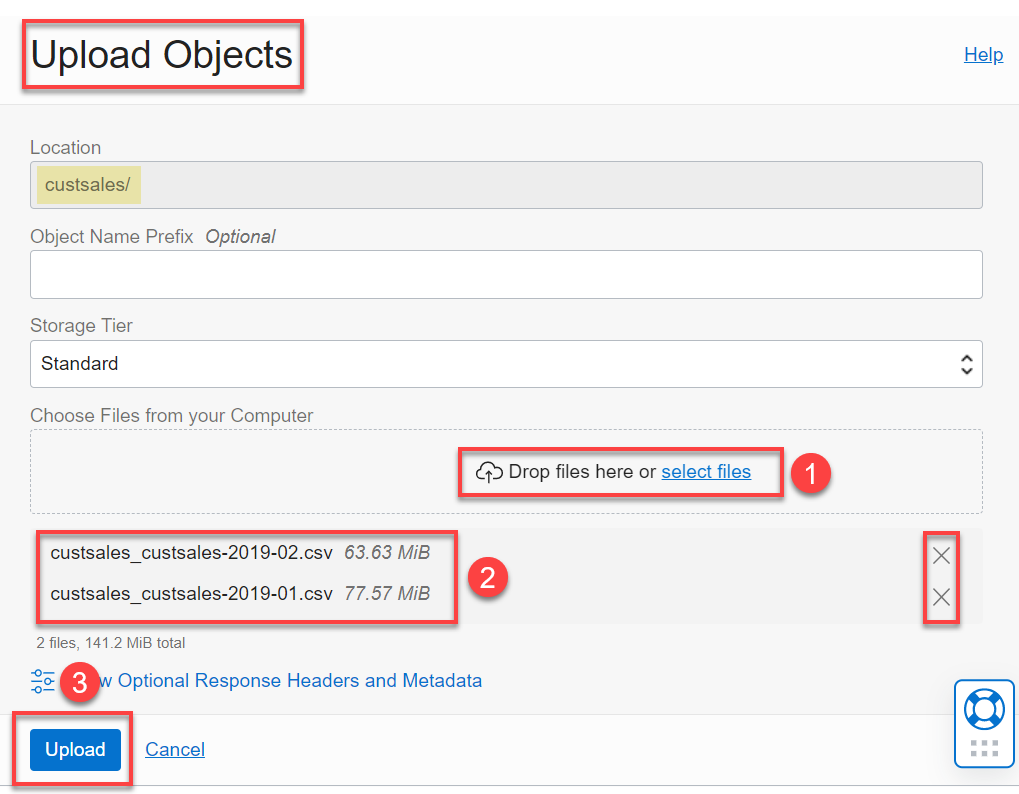 Upload Objects
Help
Location
custsales/
Object Name Prefix Optional
Storage Tier
Standard
Choose Files from your Computer
Drop files here or select files
1
custsales_custsales-2019-02.csv 63.63 MiB
custsales_custsales-2019-01.csv 77.57 MiB
2
2 files, 141.2 MiB total
3
w Optional Response Headers and Metadata
Upload
Cancel